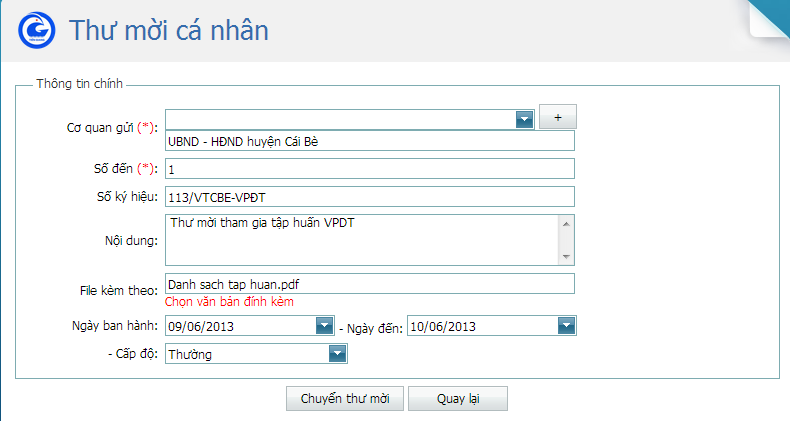 Thư mời cá nhân
Thông tin chính
Cơ quan gửi (*): +
UBND - HĐND huyện Cái Bè
Số đến (*): 1
Số ký hiệu: 113/VTCBE-VPĐT
Nội dung: Thư mời tham gia tập huấn VPDT
File kèm theo: Danh sach tap huan.pdf
Chọn văn bản đính kèm
Ngày ban hành: 09/06/2013 - Ngày đến: 10/06/2013
- Cấp độ: Thường
Chuyển thư mời Quay lại